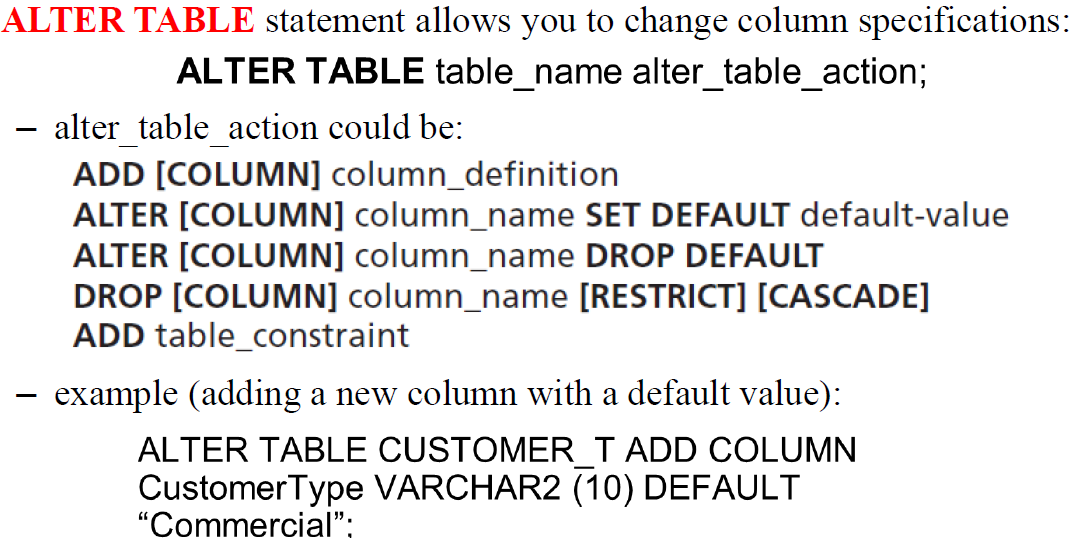 ALTER TABLE statement allows you to change column specifications:
ALTER TABLE table_name alter_table_action;
– alter_table_action could be:
ADD [COLUMN] column_definition
ALTER [COLUMN] column_name SET DEFAULT default-value
ALTER [COLUMN] column_name DROP DEFAULT
DROP [COLUMN] column_name [RESTRICT] [CASCADE]
ADD table_constraint
– example (adding a new column with a default value):
ALTER TABLE CUSTOMER_T ADD COLUMN
CustomerType VARCHAR2 (10) DEFAULT
“Commercial”;